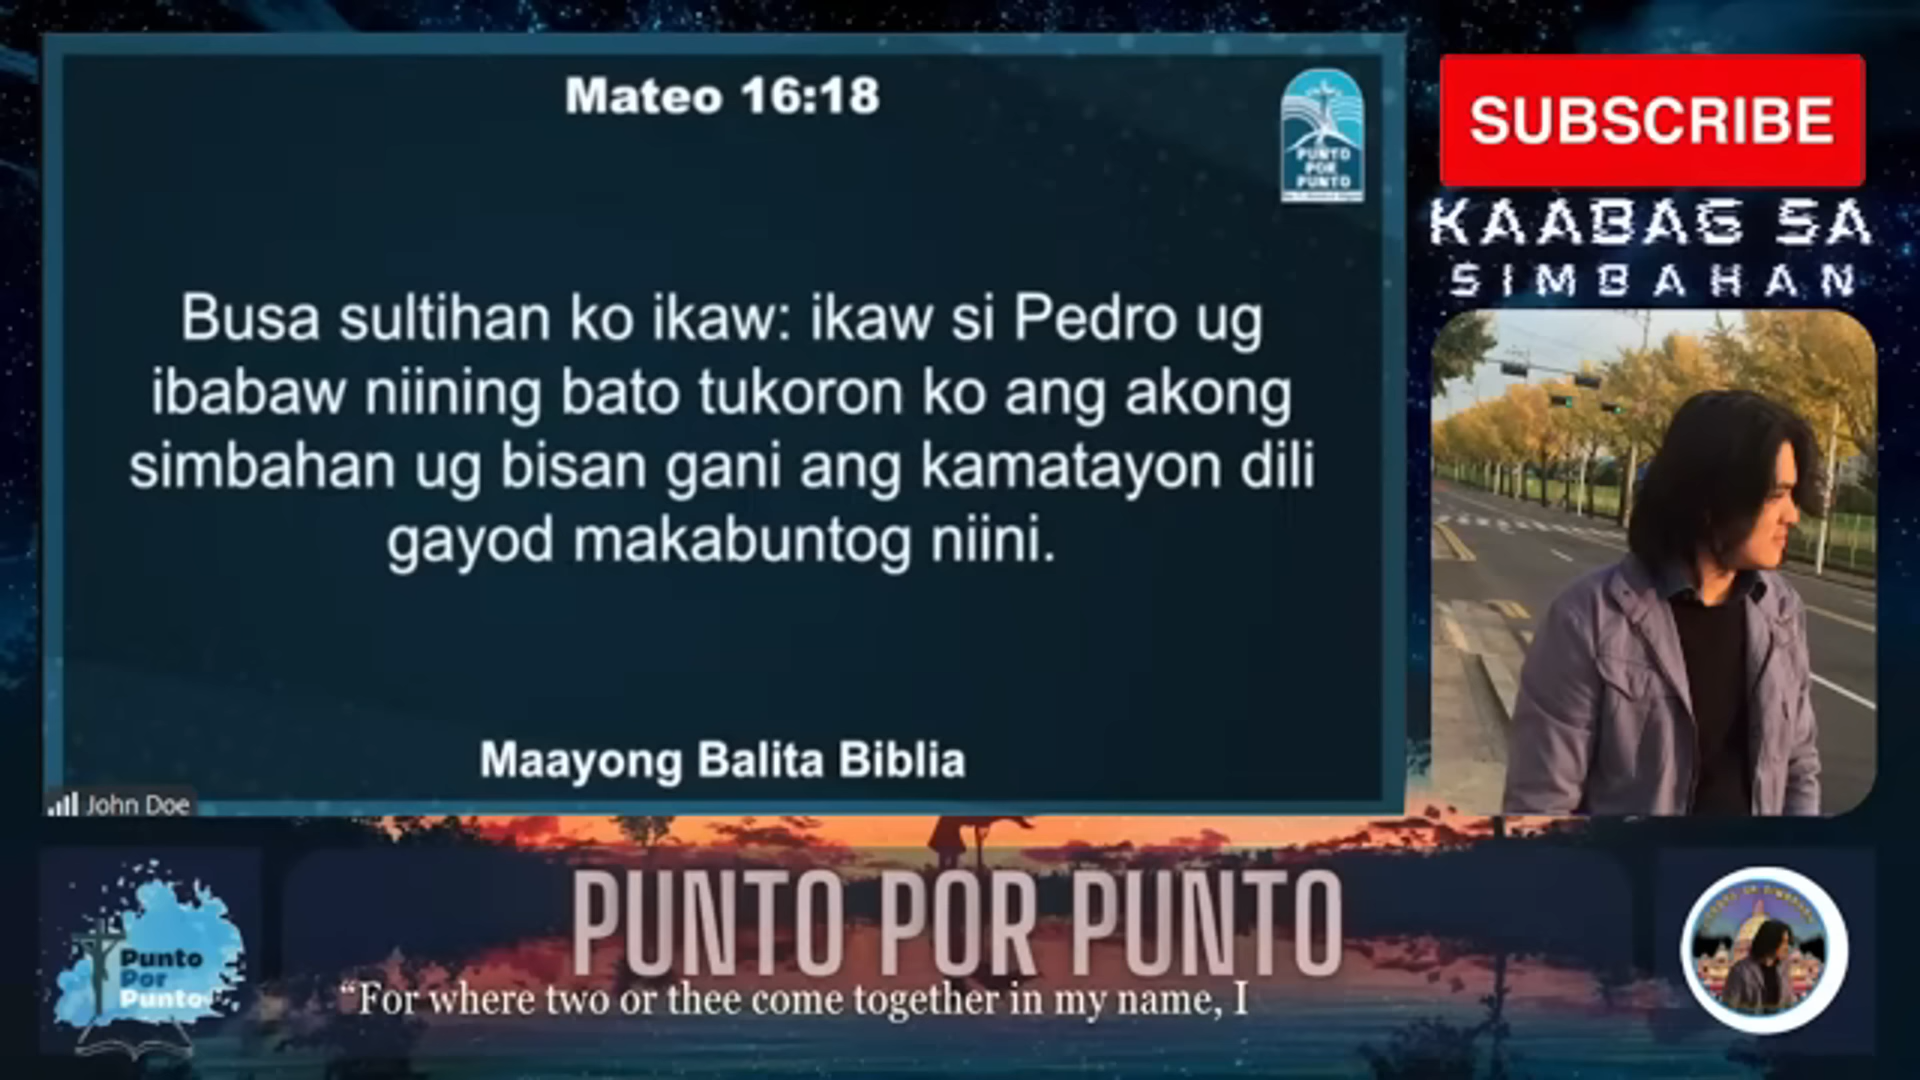 Mateo 16:18
PUNTO
POR
PUNTO
Busa sultihan ko ikaw: ikaw si Pedro ug
ibabaw niining bato tukoron ko ang akong
simbahan ug bisan gani ang kamatayon dili
gayod makabuntog niini.
Maayong Balita Biblia
John Doe
SUBSCRIBE
KAABAG SA
SIMBAHAN
Punto
Por
Punto
PUNTO POR PUNTO
“For where two or thee come together in my name, I